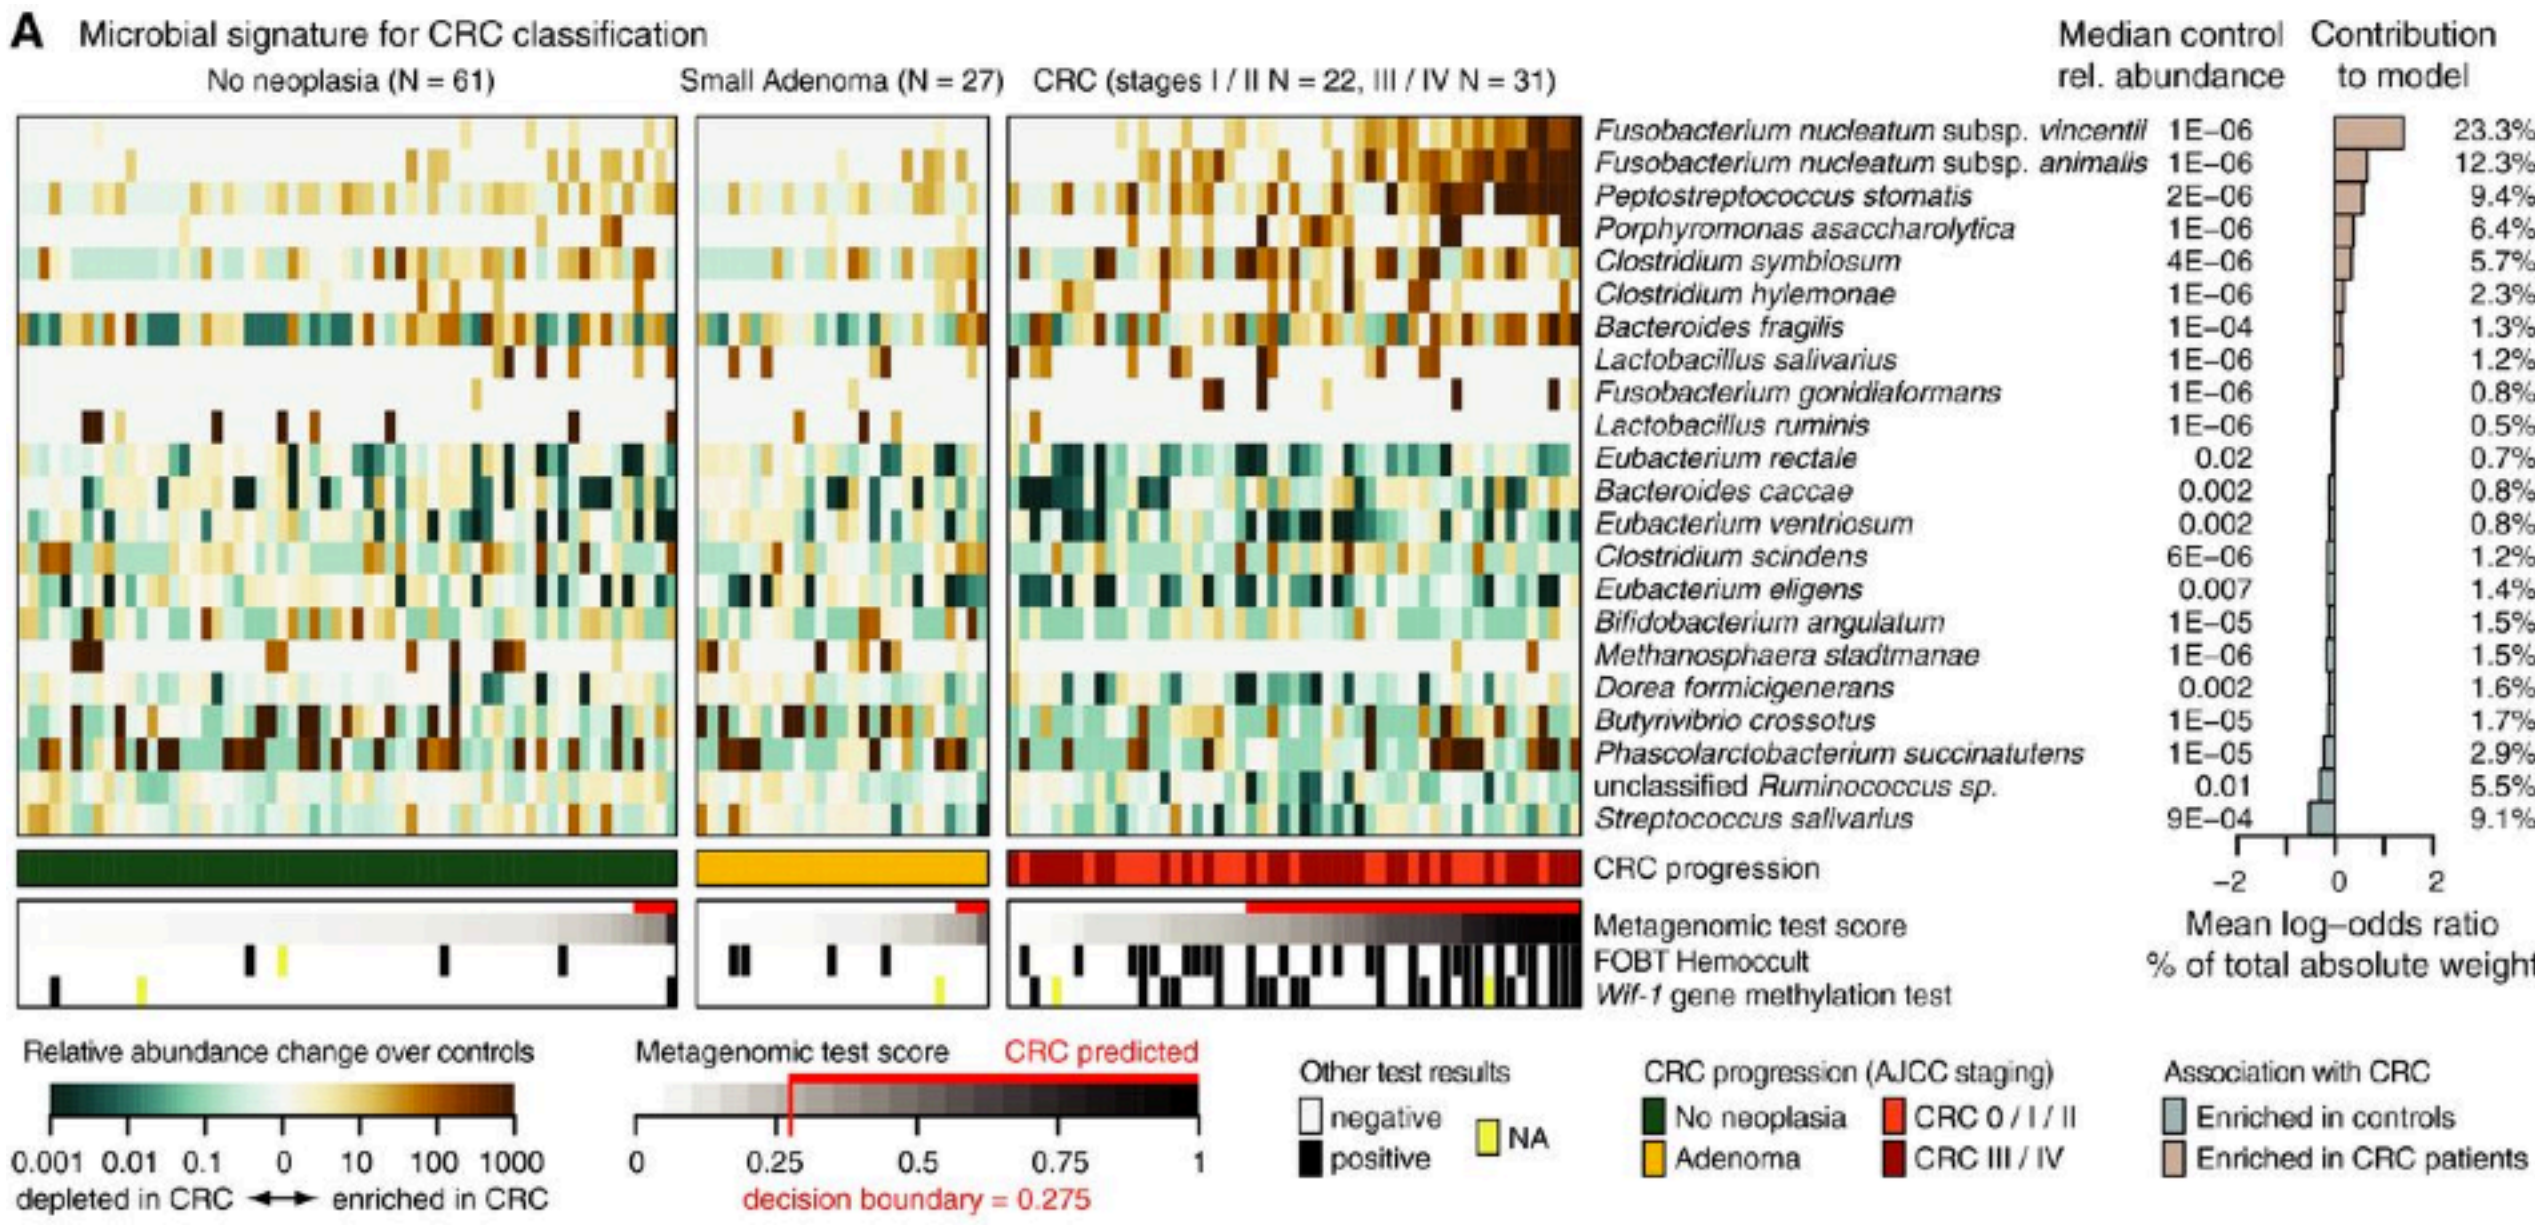 A Microbial signature for CRC classification
Median control rel. abundance
Contribution to model
No neoplasia (N = 61)
Small Adenoma (N = 27)
CRC (stages I / II N = 22, III / IV N = 31)
Fusobacterium nucleatum subsp. vincentii 1E−06 23.3%
Fusobacterium nucleatum subsp. animalis 1E−06 12.3%
Peptostreptococcus stomatis 2E−06 9.4%
Porphyromonas asaccharolytica 1E−06 6.4%
Clostridium symbiosum 4E−06 5.7%
Clostridium hylemonae 1E−06 2.3%
Bacteroides fragilis 1E−04 1.3%
Lactobacillus salivarius 1E−06 1.2%
Fusobacterium gonidiaformans 1E−06 0.8%
Lactobacillus ruminis 1E−06 0.5%
Eubacterium rectale 0.02 0.7%
Bacteroides caccae 0.002 0.8%
Eubacterium ventriosum 0.002 0.8%
Clostridium scindens 6E−06 1.2%
Eubacterium eligens 0.007 1.4%
Bifidobacterium angulatum 1E−05 1.5%
Methanosphaera stadtmanae 1E−06 1.5%
Dorea formicigenerans 0.002 1.6%
Butyrivibrio crossotus 1E−05 1.7%
Phascolarctobacterium succinatutens 1E−05 2.9%
unclassified Ruminococcus sp. 0.01 5.5%
Streptococcus salivarius 9E−04 9.1%
CRC progression
−2 0 2
Mean log−odds ratio
% of total absolute weight
Metagenomic test score
FOBT Hemoccult
Wif-1 gene methylation test
Relative abundance change over controls
0.001 0.01 0.1 0 10 100 1000
depleted in CRC enriched in CRC
Metagenomic test score CRC predicted
0 0.25 0.5 0.75 1
decision boundary = 0.275
Other test results
negative
positive
NA
CRC progression (AJCC staging)
No neoplasia
Adenoma
CRC 0 / I / II
CRC III / IV
Association with CRC
Enriched in controls
Enriched in CRC patients